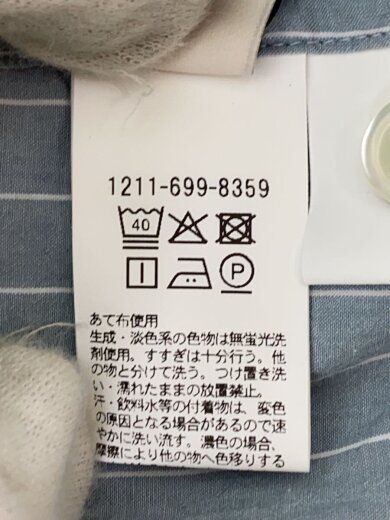 1211-699-8359
40
P
あて布使用
生成・淡色系の色物は無蛍光洗
剤使用。すすぎは十分行う。他
の物と分けて洗う。つけ置き洗
い・濡れたままの放置禁止。
汗・飲料水等の付着物は、変色
の原因となる場合があるので速
やかに洗い流す。濃色の場合、
摩擦により他の物へ色移りする